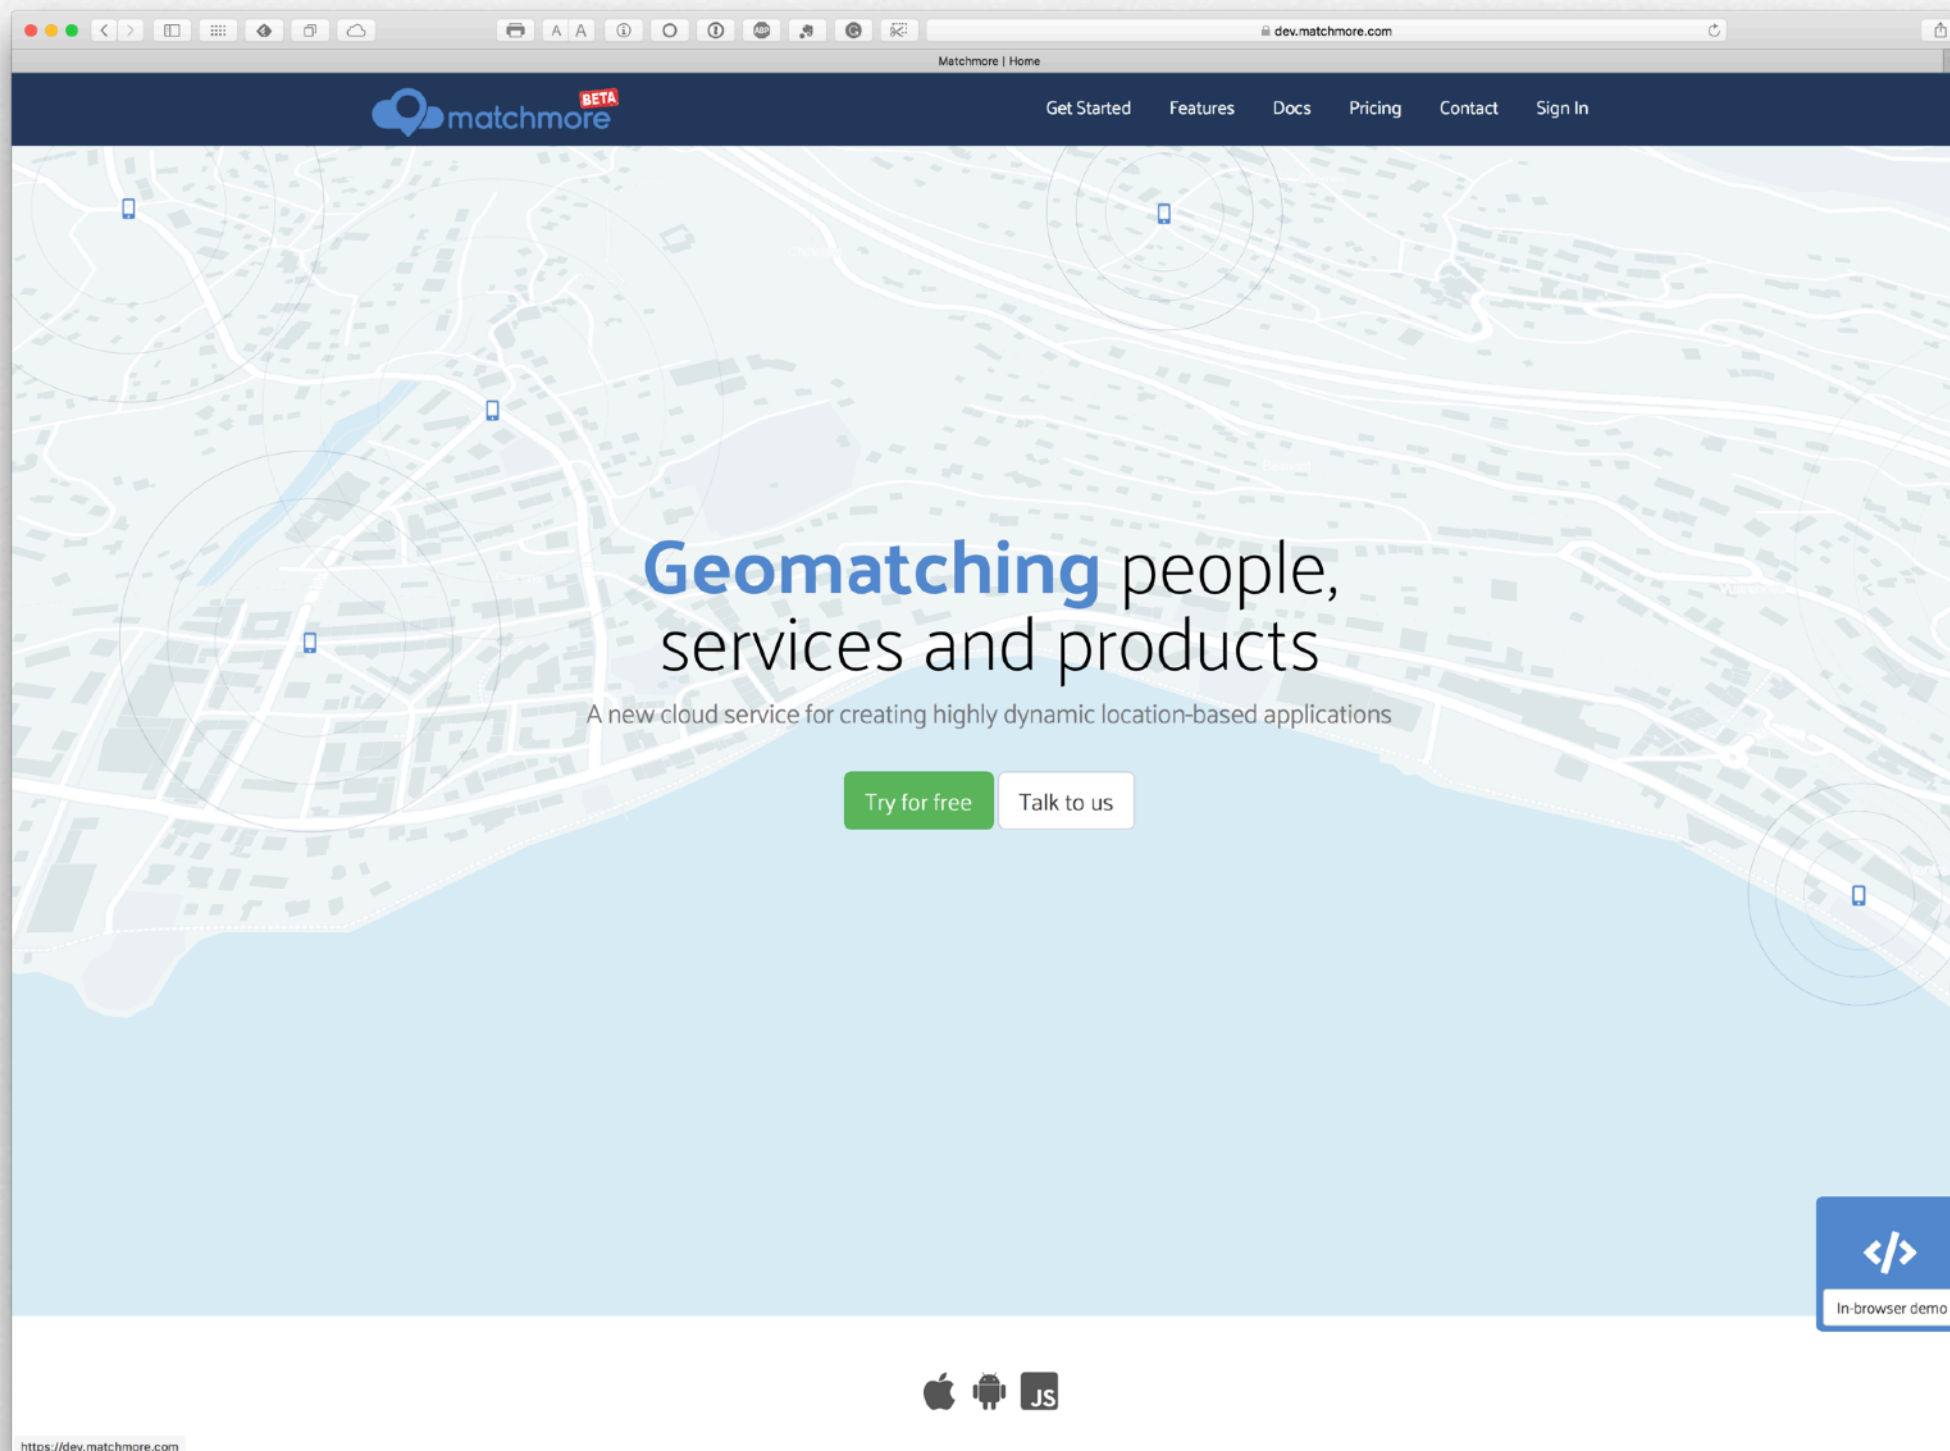 A A
ABP
dev.matchmore.com
Matchmore | Home
matchmore BETA
Get Started Features Docs Pricing Contact Sign In
Geomatching people,
services and products
A new cloud service for creating highly dynamic location-based applications
Try for free Talk to us
</>
In-browser demo
JS
https://dev.matchmore.com